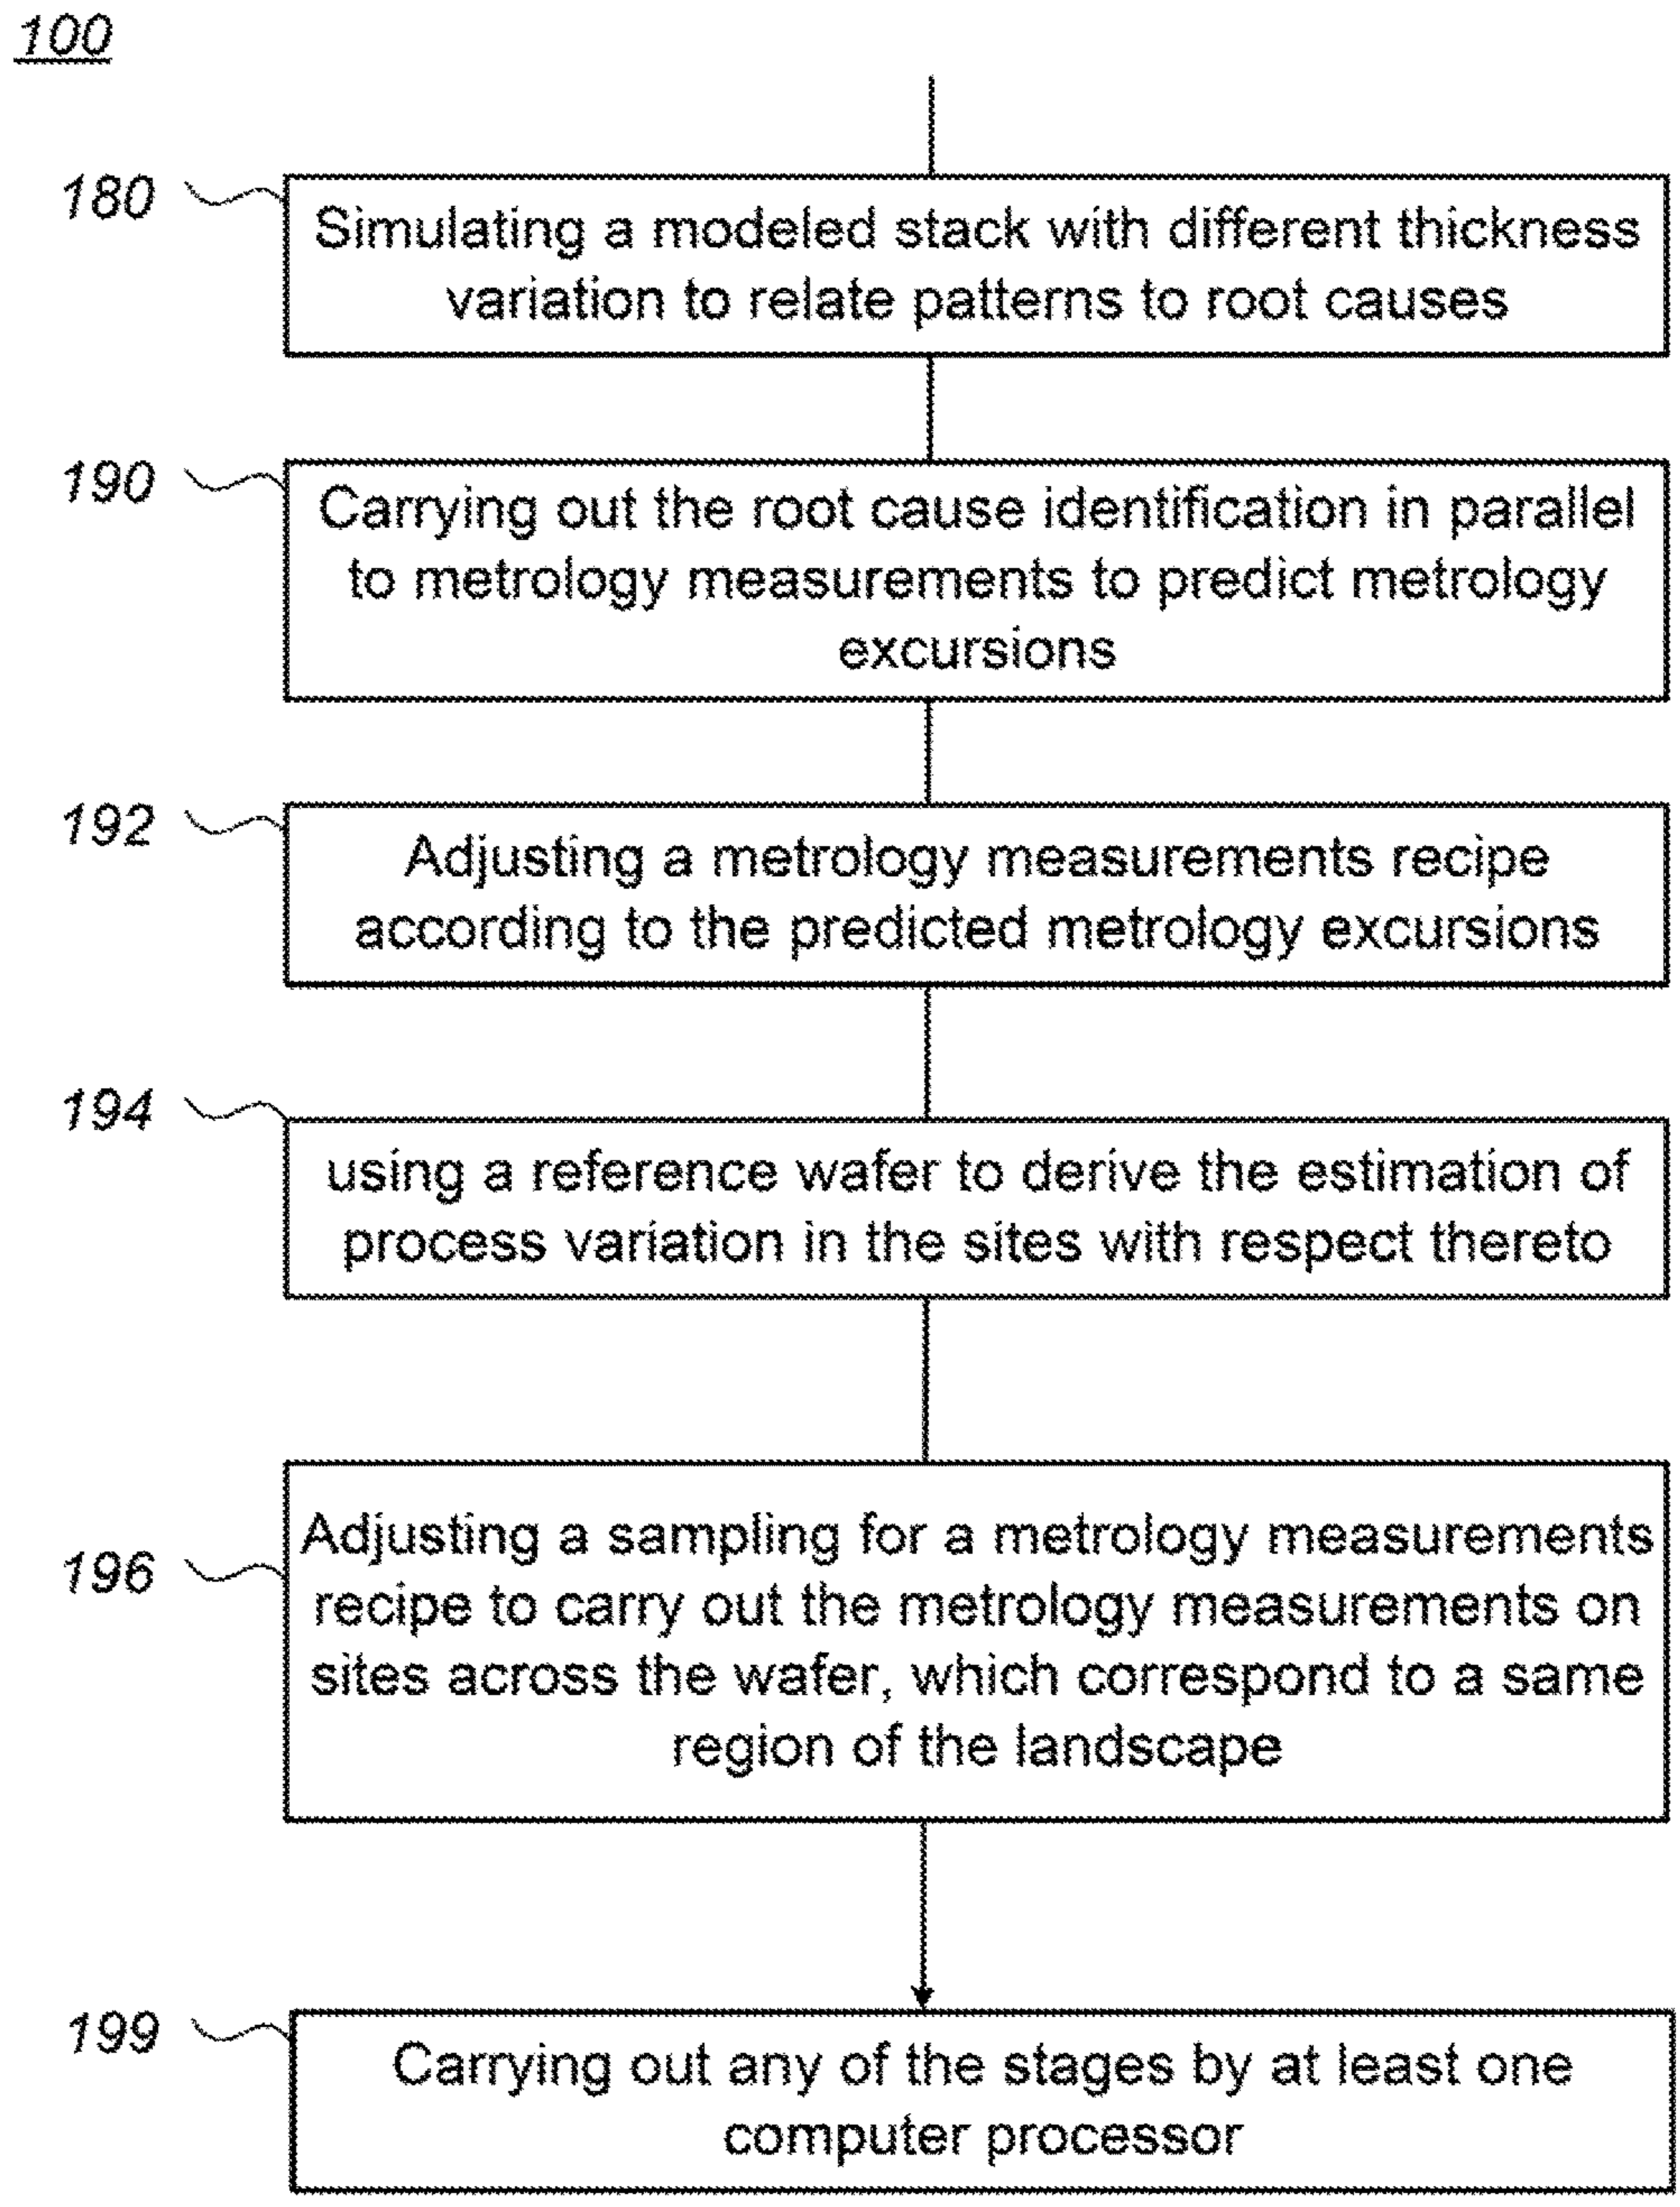 100
180
Simulating a modeled stack with different thickness
variation to relate patterns to root causes
190
Carrying out the root cause identification in parallel
to metrology measurements to predict metrology
excursions
192
Adjusting a metrology measurements recipe
according to the predicted metrology excursions
194
using a reference wafer to derive the estimation of
process variation in the sites with respect thereto
196
Adjusting a sampling for a metrology measurements
recipe to carry out the metrology measurements on
sites across the wafer, which correspond to a same
region of the landscape
199
Carrying out any of the stages by at least one
computer processor